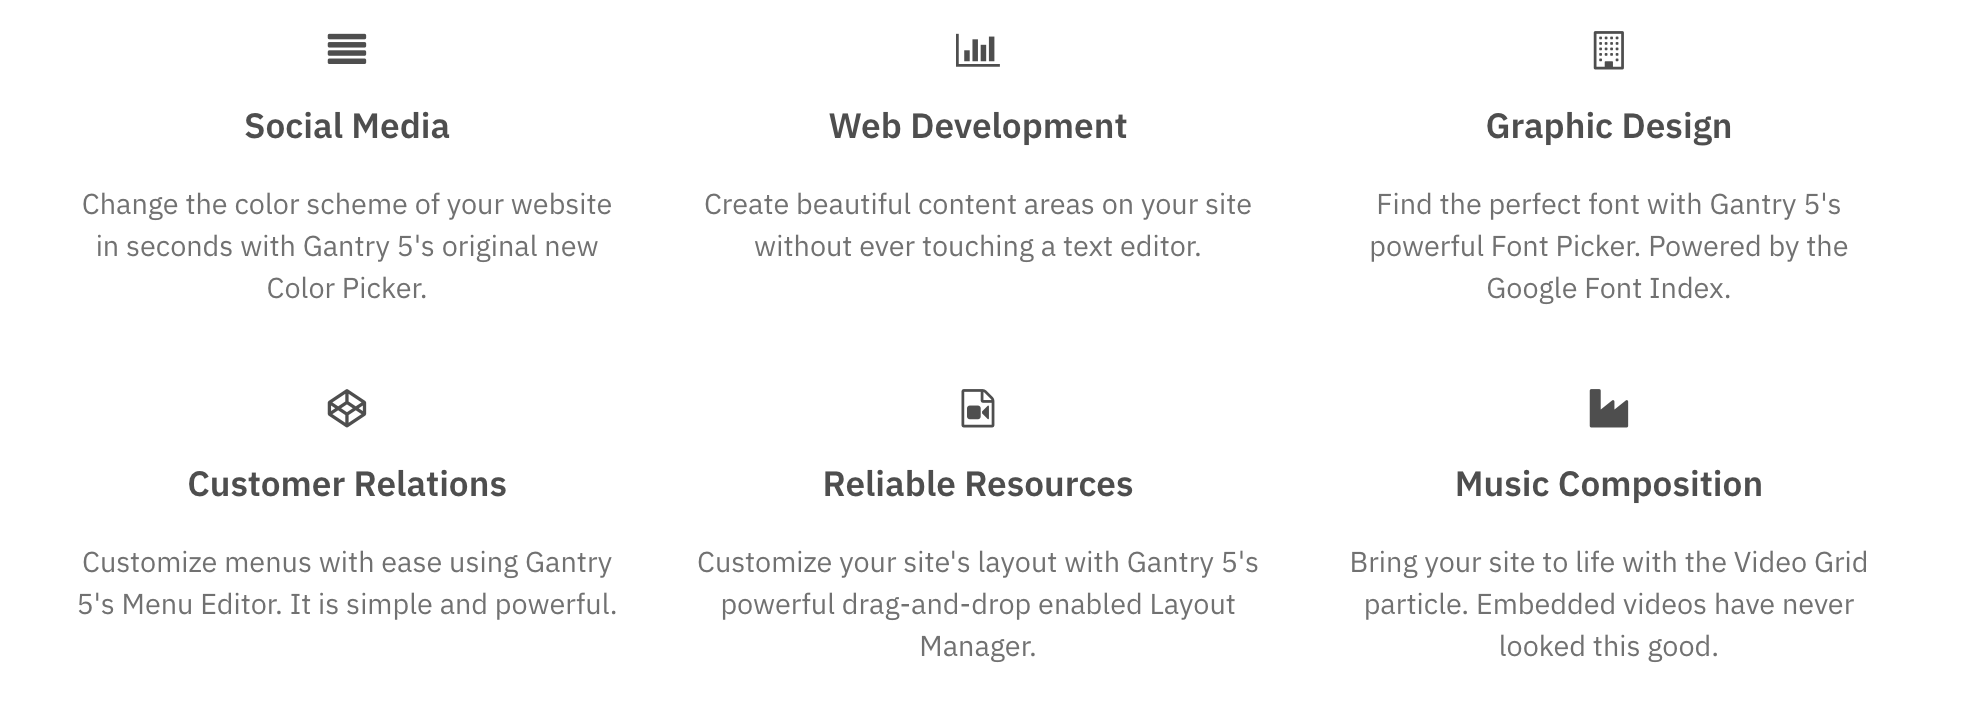 Social Media
Change the color scheme of your website
in seconds with Gantry 5's original new
Color Picker.
Web Development
Create beautiful content areas on your site
without ever touching a text editor.
Graphic Design
Find the perfect font with Gantry 5's
powerful Font Picker. Powered by the
Google Font Index.
Customer Relations
Customize menus with ease using Gantry
5's Menu Editor. It is simple and powerful.
Reliable Resources
Customize your site's layout with Gantry 5's
powerful drag-and-drop enabled Layout
Manager.
Music Composition
Bring your site to life with the Video Grid
particle. Embedded videos have never
looked this good.